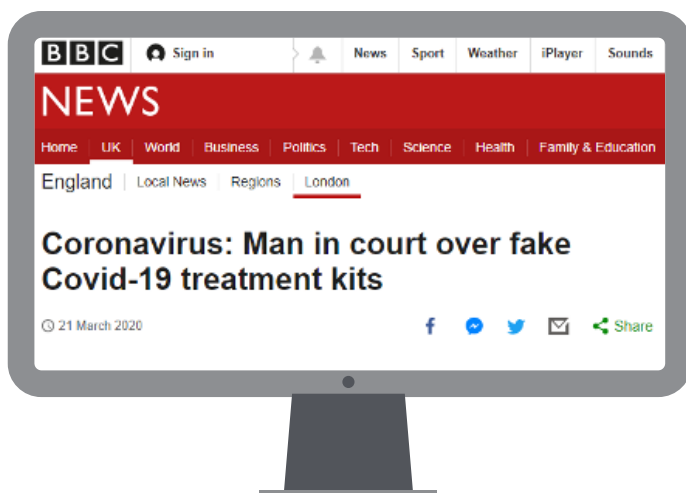 BBC Sign in News Sport Weather iPlayer Sounds
NEWS
Home UK World Business Politics Tech Science Health Family & Education
England Local News Regions London
Coronavirus: Man in court over fake
Covid-19 treatment kits
21 March 2020 Share